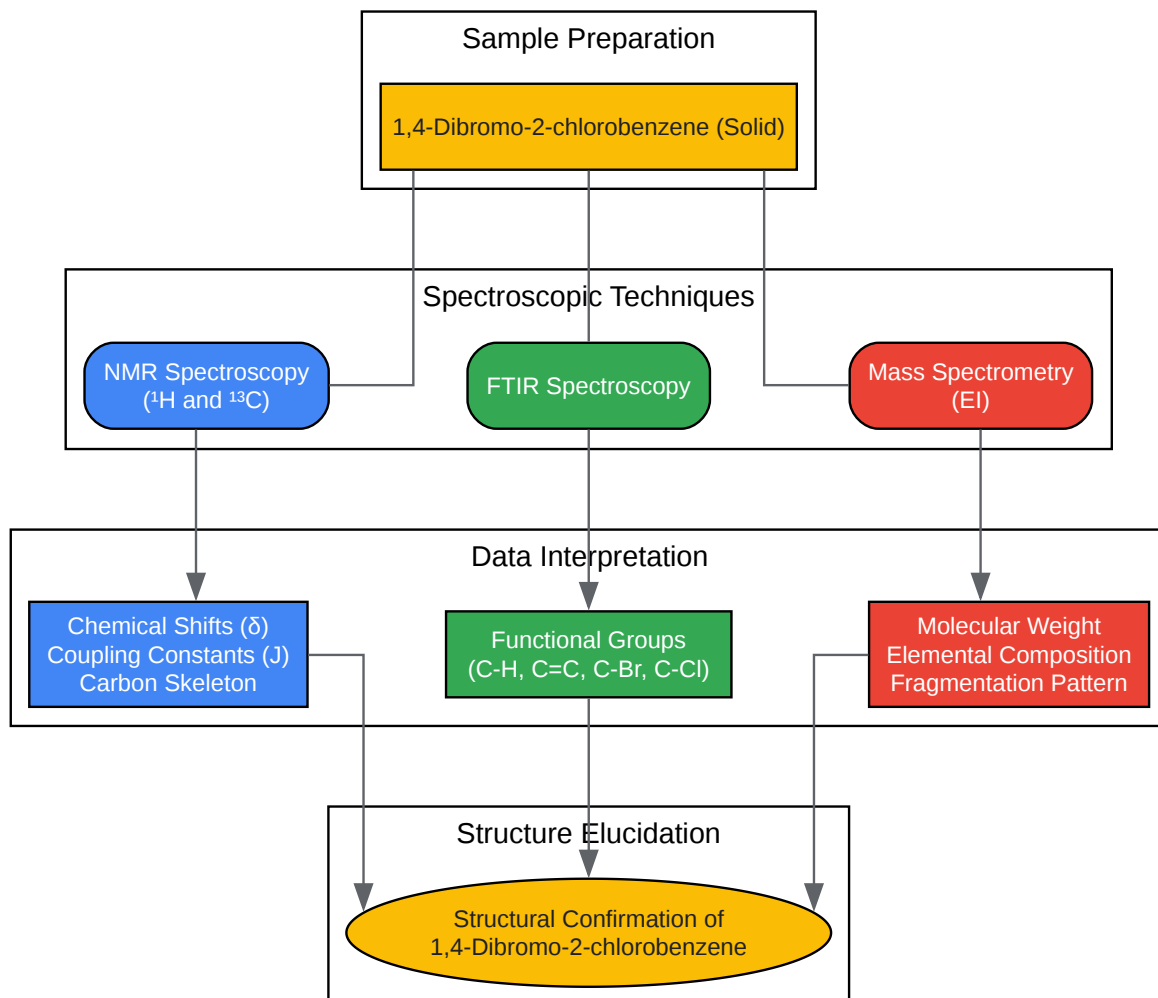 Sample Preparation
1,4-Dibromo-2-chlorobenzene (Solid)
Spectroscopic Techniques
NMR Spectroscopy
(¹H and ¹³C)
FTIR Spectroscopy
Mass Spectrometry
(EI)
Data Interpretation
Chemical Shifts (δ)
Coupling Constants (J)
Carbon Skeleton
Functional Groups
(C-H, C=C, C-Br, C-Cl)
Molecular Weight
Elemental Composition
Fragmentation Pattern
Structure Elucidation
Structural Confirmation of
1,4-Dibromo-2-chlorobenzene